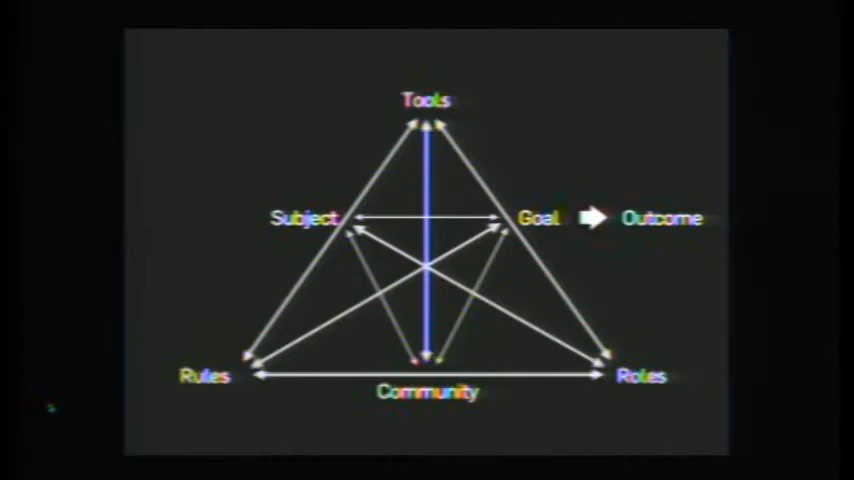 Tools
Subject
Goal
Outcome
Rules
Community
Roles